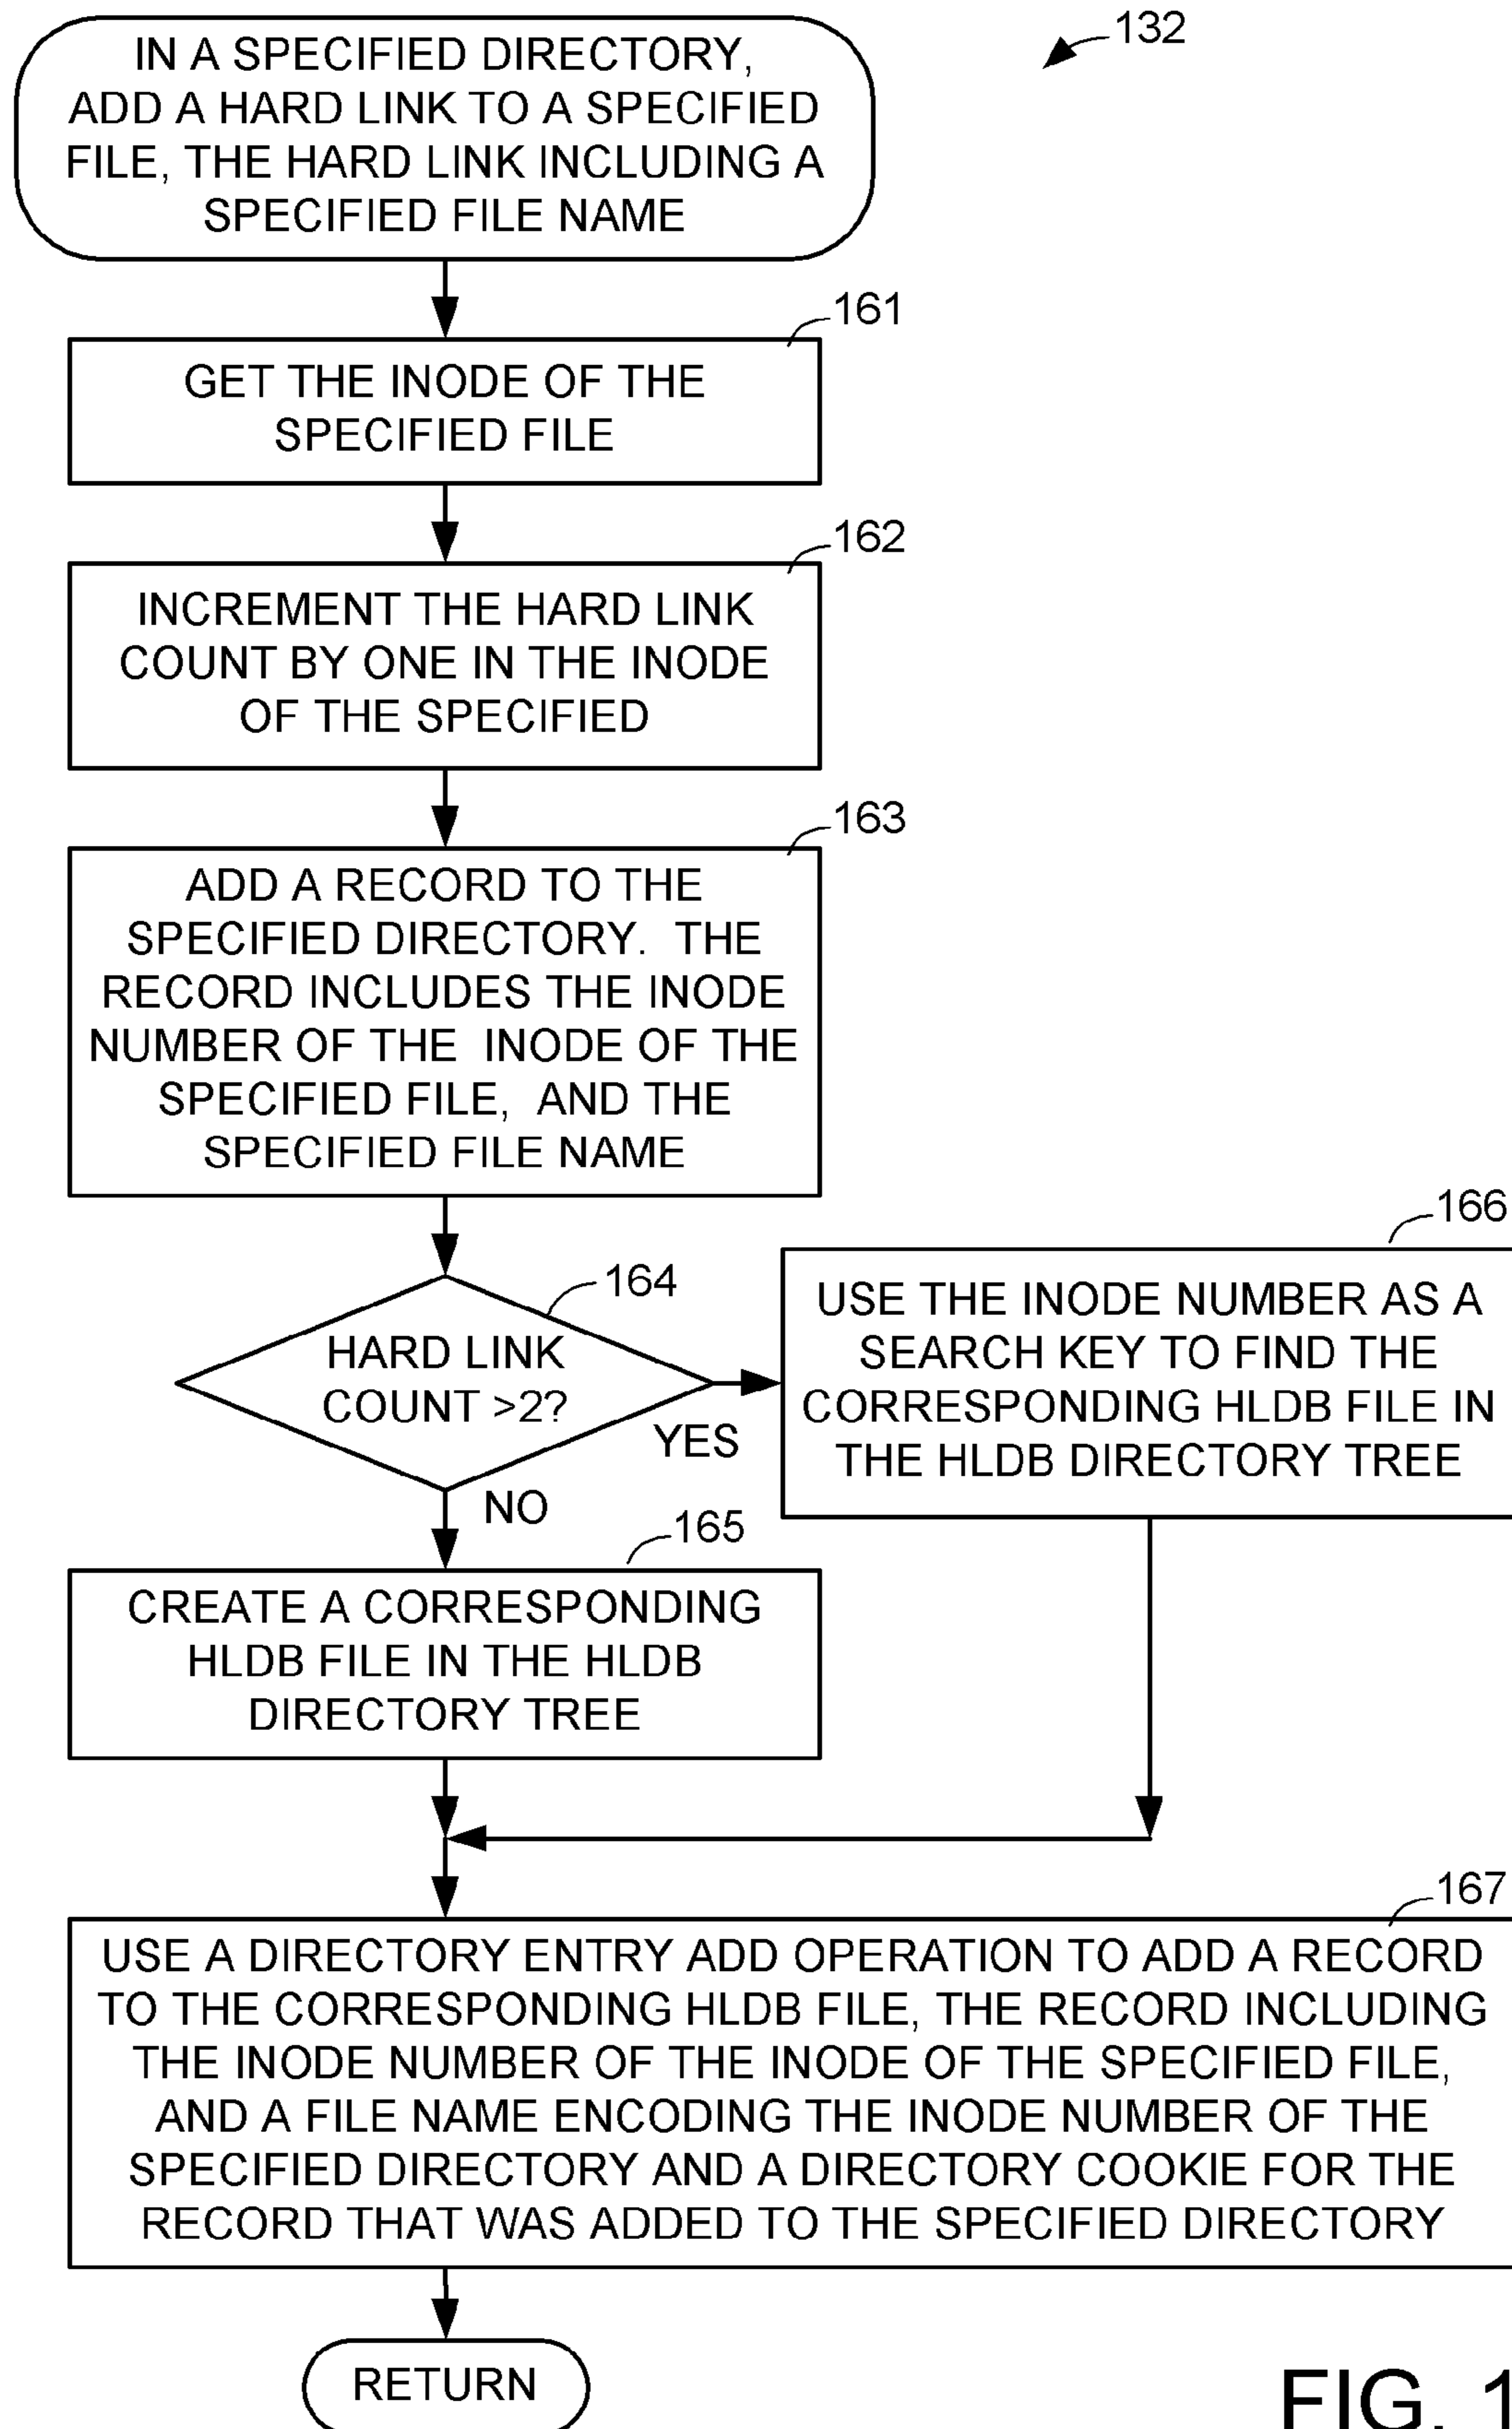 IN A SPECIFIED DIRECTORY,
ADD A HARD LINK TO A SPECIFIED
FILE, THE HARD LINK INCLUDING A
SPECIFIED FILE NAME
132
161
GET THE INODE OF THE
SPECIFIED FILE
162
INCREMENT THE HARD LINK
COUNT BY ONE IN THE INODE
OF THE SPECIFIED
163
ADD A RECORD TO THE
SPECIFIED DIRECTORY. THE
RECORD INCLUDES THE INODE
NUMBER OF THE INODE OF THE
SPECIFIED FILE, AND THE
SPECIFIED FILE NAME
164
HARD LINK
COUNT >2?
YES
NO
166
USE THE INODE NUMBER AS A
SEARCH KEY TO FIND THE
CORRESPONDING HLDB FILE IN
THE HLDB DIRECTORY TREE
165
CREATE A CORRESPONDING
HLDB FILE IN THE HLDB
DIRECTORY TREE
167
USE A DIRECTORY ENTRY ADD OPERATION TO ADD A RECORD
TO THE CORRESPONDING HLDB FILE, THE RECORD INCLUDING
THE INODE NUMBER OF THE INODE OF THE SPECIFIED FILE,
AND A FILE NAME ENCODING THE INODE NUMBER OF THE
SPECIFIED DIRECTORY AND A DIRECTORY COOKIE FOR THE
RECORD THAT WAS ADDED TO THE SPECIFIED DIRECTORY
RETURN
FIG. 1